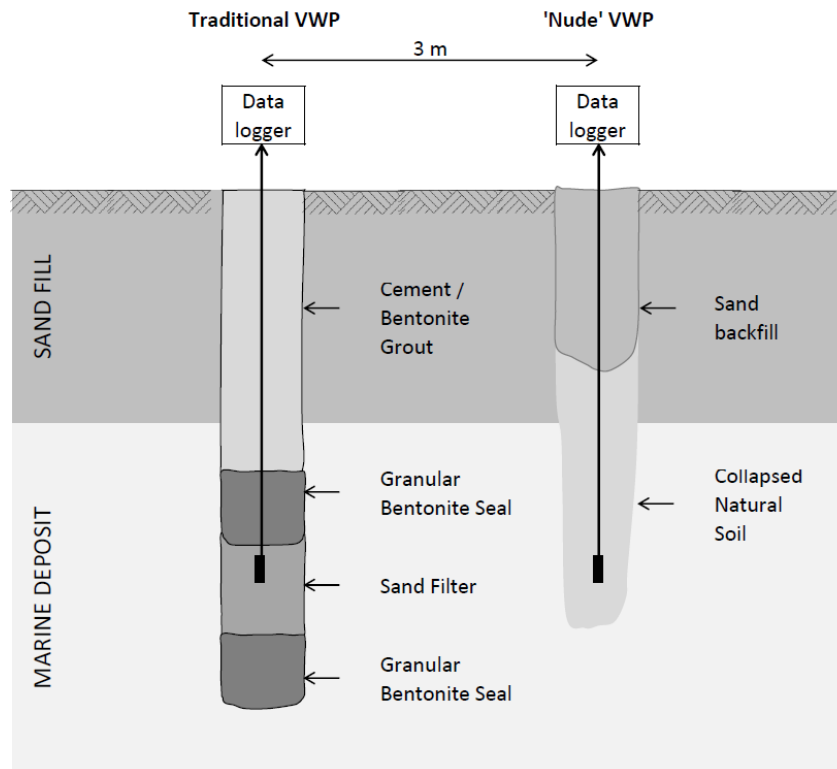 Traditional VWP
'Nude' VWP
3 m
Data
logger
Data
logger
SAND FILL
Cement /
Bentonite
Grout
Sand
backfill
MARINE DEPOSIT
Granular
Bentonite Seal
Collapsed
Natural
Soil
Sand Filter
Granular
Bentonite Seal